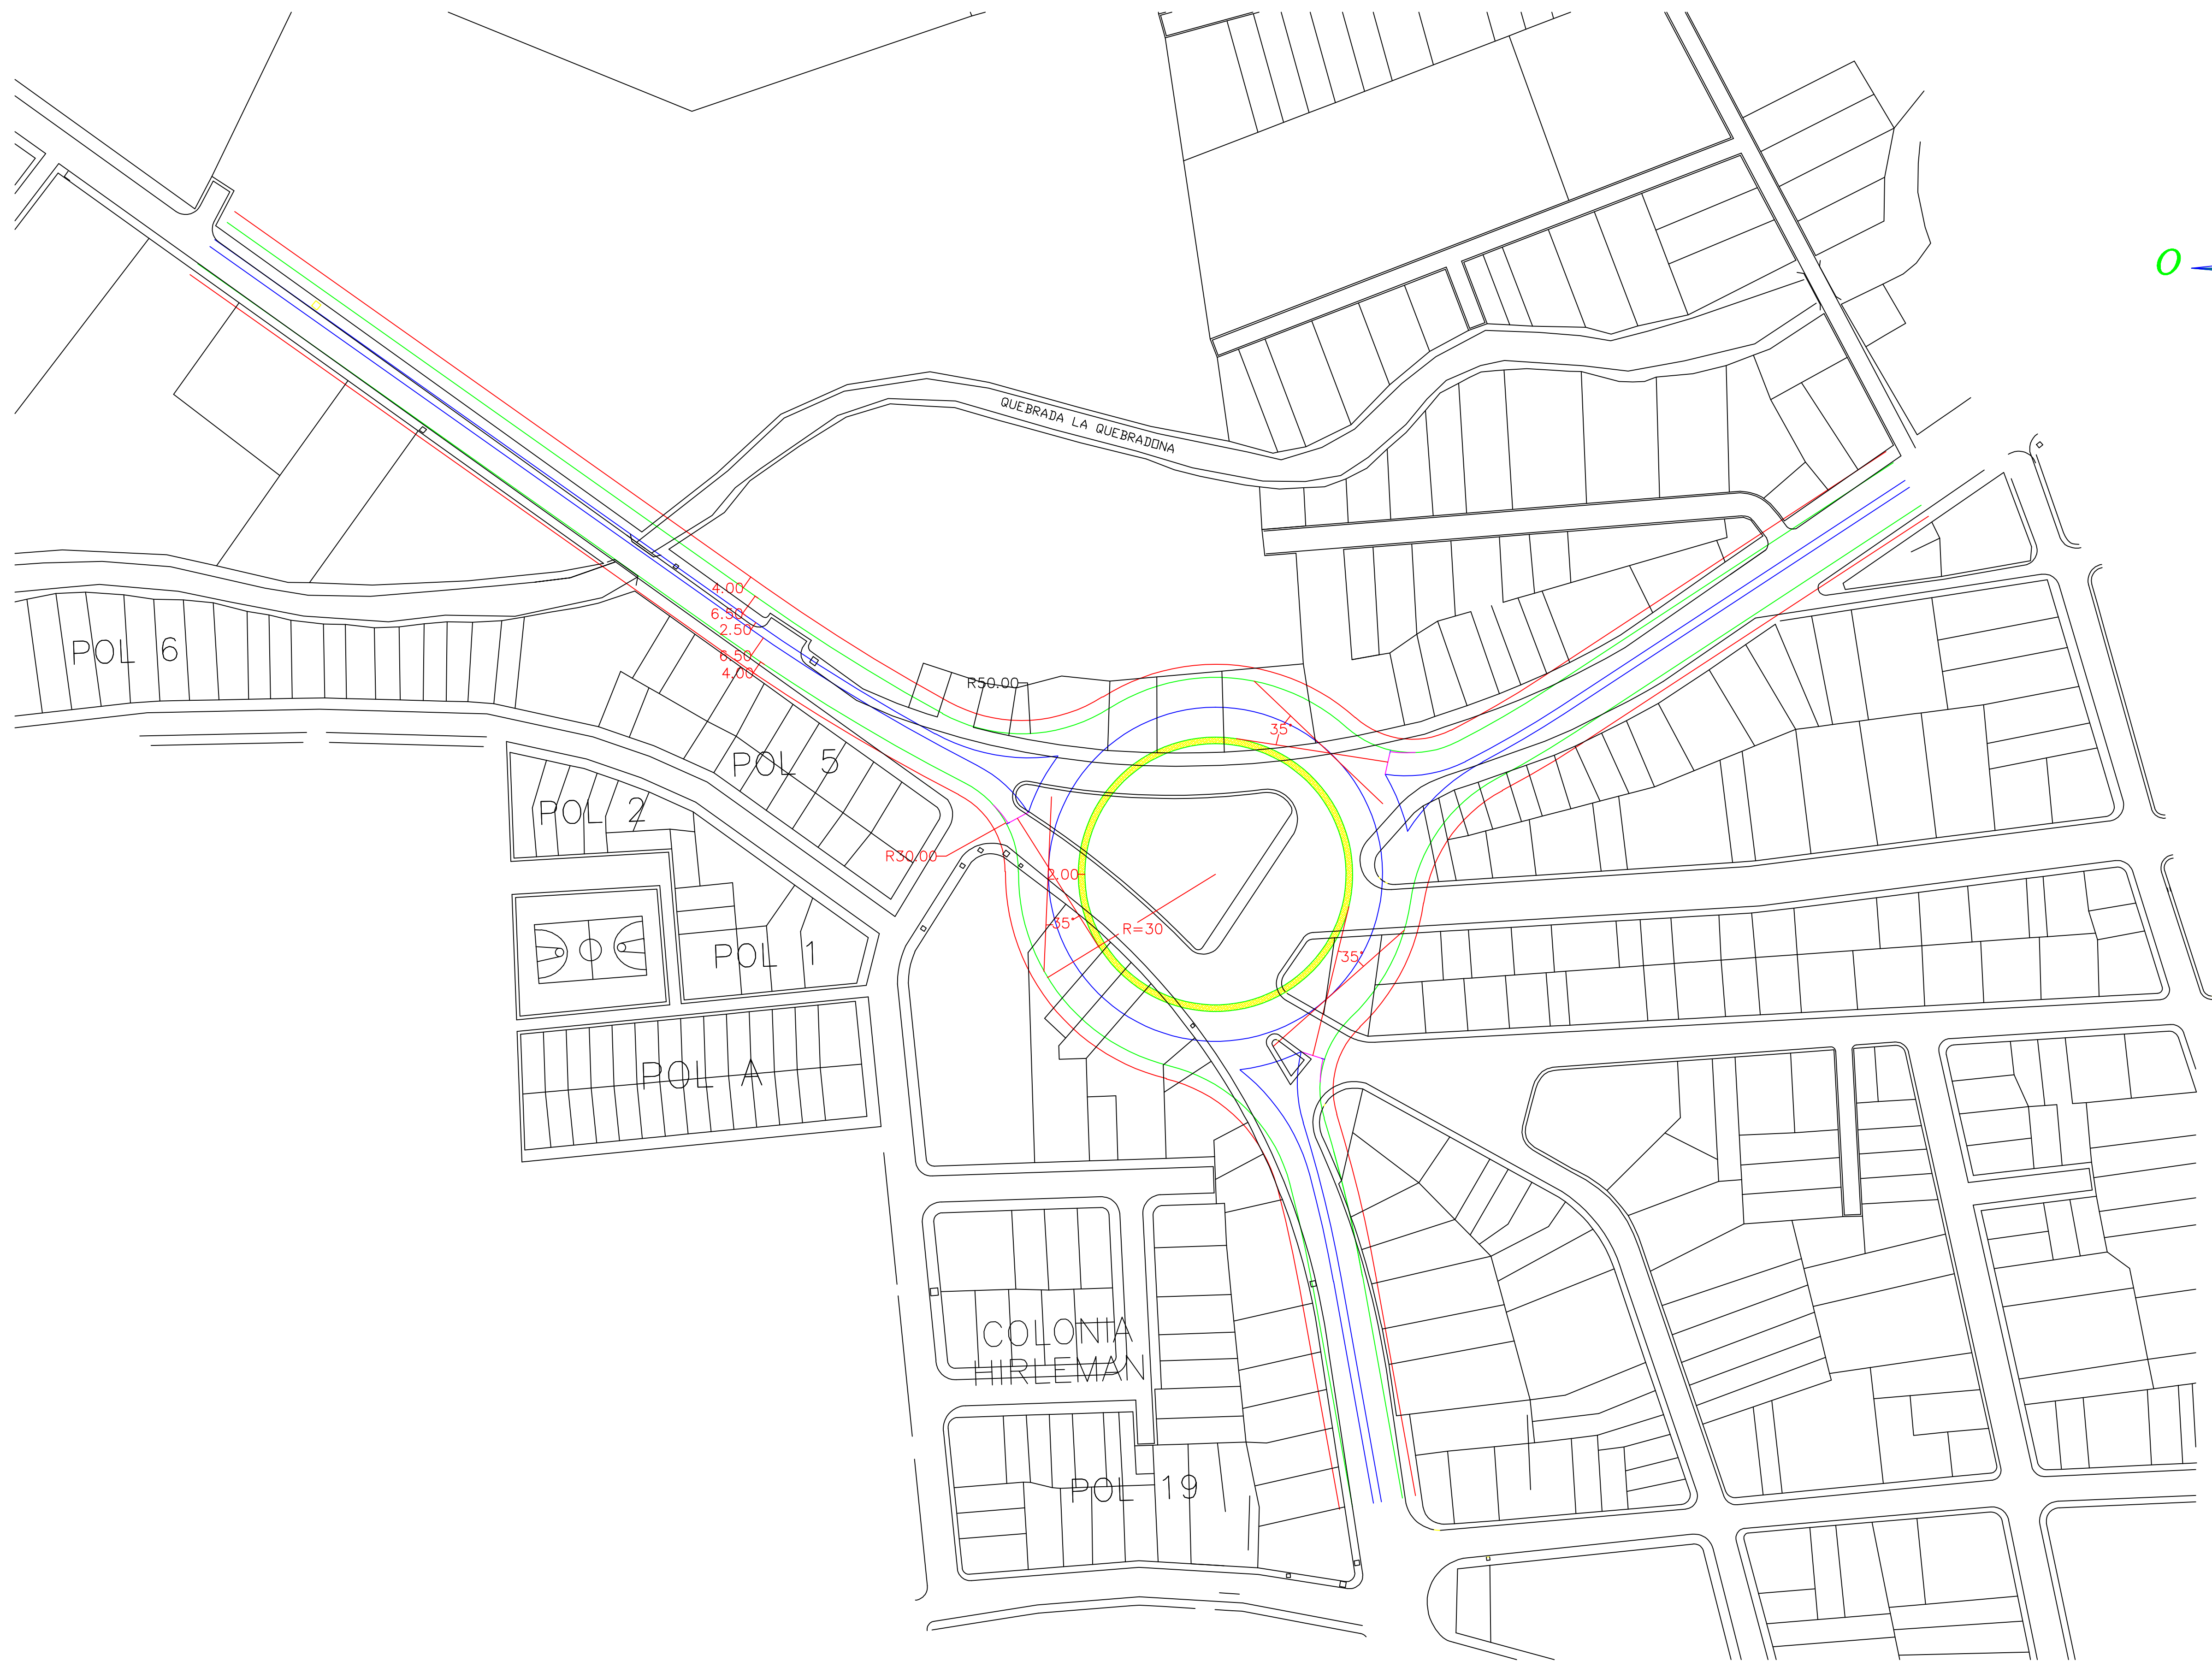 O
QUEBRADA LA QUEBRADONA
4.00
6.50
2.50
6.50
4.00
POL 6
R50.00
35°
POL 5
POL 2
R30.00
2.00
35°
R=30
35°
POL 1
POL A
COLONIA
HIRLEMAN
POL 19